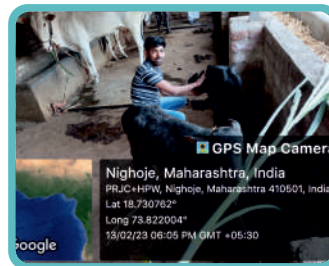 GPS Map Camera
Nighoje, Maharashtra, India
PRJC+HPW, Nighoje, Maharashtra 410501, India
Lat 18.730762°
Long 73.822004°
13/02/23 06:05 PM GMT +05:30
Google